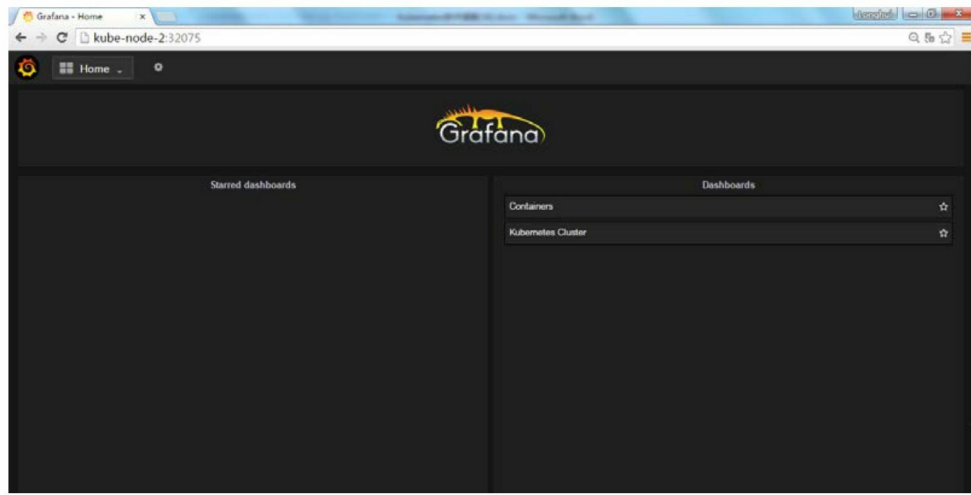 Grafana - Home
kube-node-2:32075
Home
Grafana
Starred dashboards
Dashboards
Containers
Kubernetes Cluster